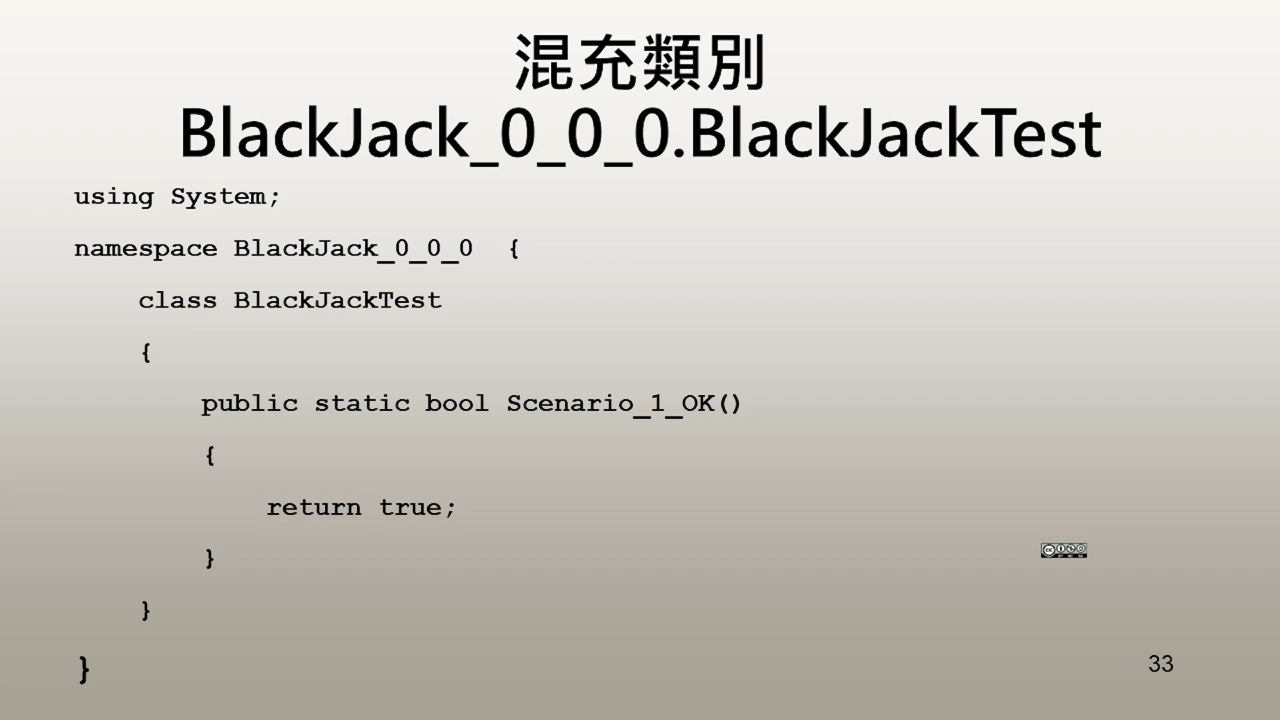 混充類別
BlackJack_0_0_0.BlackJackTest
using System;
namespace BlackJack_0_0_0  {
    class BlackJackTest
    {
        public static bool Scenario_1_OK()
        {
            return true;
        }
    }
}
33